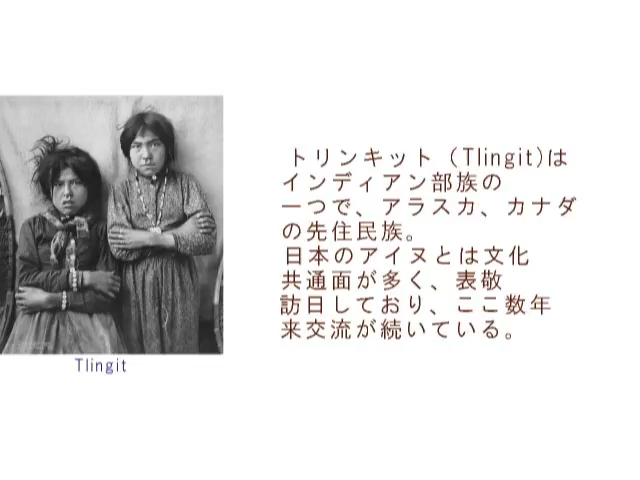 トリンキット（Tlingit)は
インディアン部族の
一つで、アラスカ、カナダ
の先住民族。
日本のアイヌとは文化
共通面が多く、表敬
訪日しており、ここ数年
来交流が続いている。
Tlingit